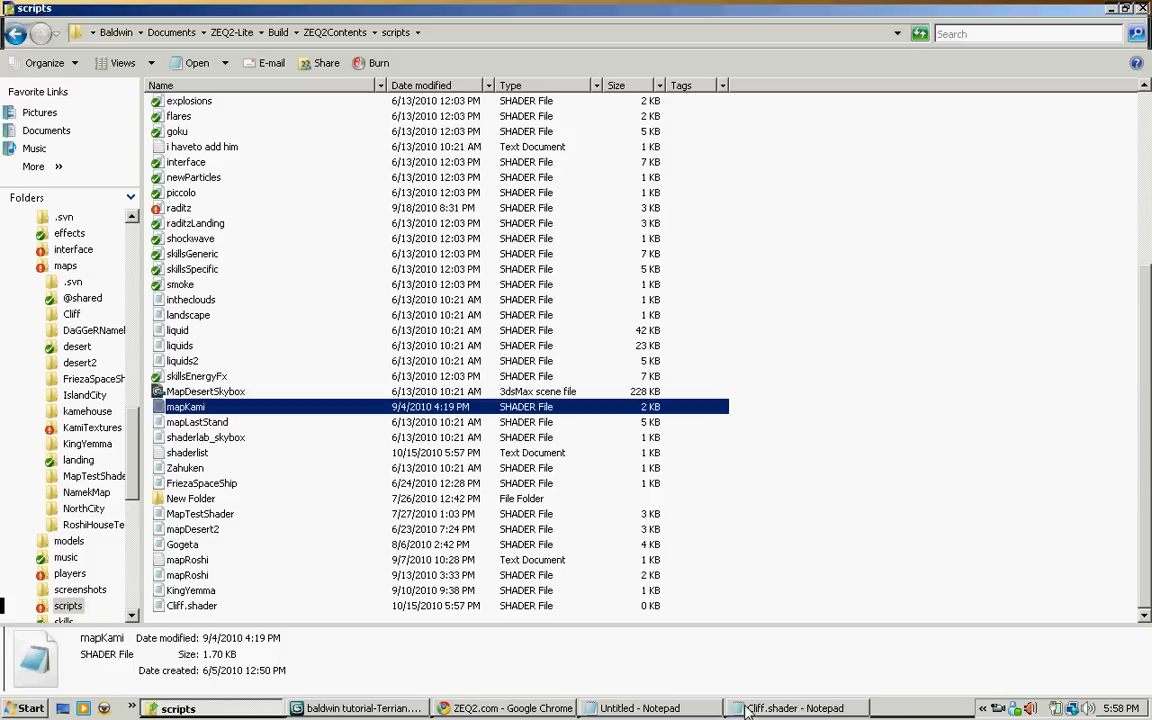 scripts
Baldwin ▸ Documents ▸ ZEQ2-Lite ▸ Build ▸ ZEQ2Contents ▸ scripts ▸
Search
Organize Views Open E-mail Share Burn
Favorite Links
Pictures
Documents
Music
More »
Folders
.svn
effects
interface
maps
.svn
@shared
Cliff
DaGGeRNamel
desert
desert2
FriezaSpaceSh
IslandCity
kamehouse
KamiTextures
KingYemma
landing
MapTestShade
NamekMap
NorthCity
RoshiHouseTe
models
music
players
screenshots
scripts
Name Date modified Type Size Tags
explosions 6/13/2010 12:03 PM SHADER File 2 KB
flares 6/13/2010 12:03 PM SHADER File 2 KB
goku 6/13/2010 12:03 PM SHADER File 5 KB
i haveto add him 6/13/2010 10:21 AM Text Document 1 KB
interface 6/13/2010 12:03 PM SHADER File 7 KB
newParticles 6/13/2010 12:03 PM SHADER File 2 KB
piccolo 6/13/2010 12:03 PM SHADER File 2 KB
raditz 9/18/2010 8:31 PM SHADER File 3 KB
raditzLanding 6/13/2010 12:03 PM SHADER File 3 KB
shockwave 6/13/2010 12:03 PM SHADER File 1 KB
skillsGeneric 6/13/2010 12:03 PM SHADER File 7 KB
skillsSpecific 6/13/2010 12:03 PM SHADER File 5 KB
smoke 6/13/2010 12:03 PM SHADER File 1 KB
intheclouds 6/13/2010 10:21 AM SHADER File 1 KB
landscape 6/13/2010 10:21 AM SHADER File 1 KB
liquid 6/13/2010 10:21 AM SHADER File 42 KB
liquids 6/13/2010 10:21 AM SHADER File 23 KB
liquids2 6/13/2010 10:21 AM SHADER File 5 KB
skillsEnergyFx 6/13/2010 12:03 PM SHADER File 7 KB
MapDesertSkybox 6/13/2010 10:21 AM 3dsMax scene file 228 KB
mapKami 9/4/2010 4:19 PM SHADER File 2 KB
mapLastStand 6/13/2010 10:21 AM SHADER File 5 KB
shaderlab_skybox 6/13/2010 10:21 AM SHADER File 1 KB
shaderlist 10/15/2010 5:57 PM Text Document 1 KB
Zahuken 6/13/2010 10:21 AM SHADER File 1 KB
FriezaSpaceShip 6/24/2010 12:28 PM SHADER File 1 KB
New Folder 7/26/2010 12:42 PM File Folder
MapTestShader 7/27/2010 1:03 PM SHADER File 3 KB
mapDesert2 6/23/2010 7:24 PM SHADER File 3 KB
Gogeta 8/6/2010 2:42 PM SHADER File 4 KB
mapRoshi 9/7/2010 10:28 PM Text Document 1 KB
mapRoshi 9/13/2010 3:33 PM SHADER File 2 KB
KingYemma 9/10/2010 9:38 PM SHADER File 1 KB
Cliff.shader 10/15/2010 5:57 PM SHADER File 0 KB
mapKami Date modified: 9/4/2010 4:19 PM
SHADER File Size: 1.70 KB
Date created: 6/5/2010 12:50 PM
Start » scripts baldwin tutorial-Terrian.... ZEQ2.com - Google Chrome Untitled - Notepad Cliff.shader - Notepad « 5:58 PM